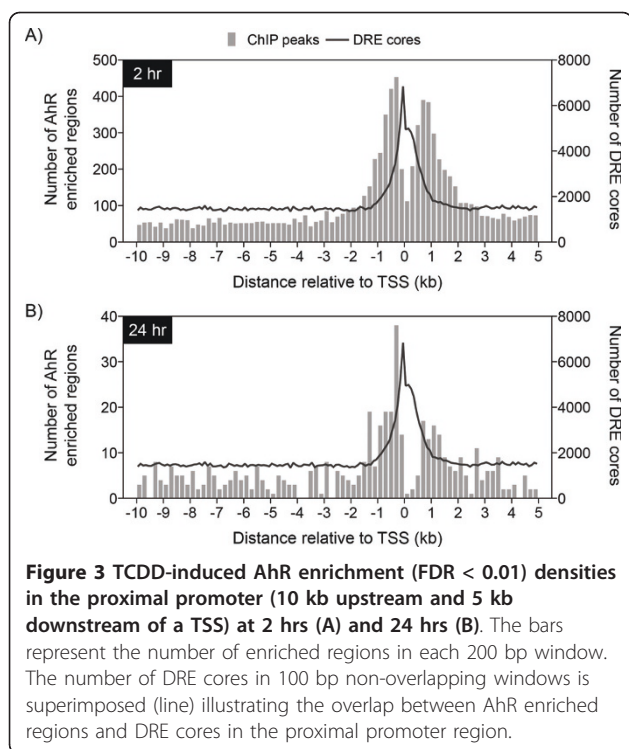 A)
ChIP peaks DRE cores
2 hr
500
400
300
200
100
0
Number of AhR
enriched regions
8000
6000
4000
2000
0
Number of DRE cores
-10 -9 -8 -7 -6 -5 -4 -3 -2 -1 0 1 2 3 4 5
Distance relative to TSS (kb)
B)
24 hr
40
30
20
10
0
Number of AhR
enriched regions
8000
6000
4000
2000
0
Number of DRE cores
-10 -9 -8 -7 -6 -5 -4 -3 -2 -1 0 1 2 3 4 5
Distance relative to TSS (kb)
Figure 3 TCDD-induced AhR enrichment (FDR < 0.01) densities
in the proximal promoter (10 kb upstream and 5 kb
downstream of a TSS) at 2 hrs (A) and 24 hrs (B). The bars
represent the number of enriched regions in each 200 bp window.
The number of DRE cores in 100 bp non-overlapping windows is
superimposed (line) illustrating the overlap between AhR enriched
regions and DRE cores in the proximal promoter region.